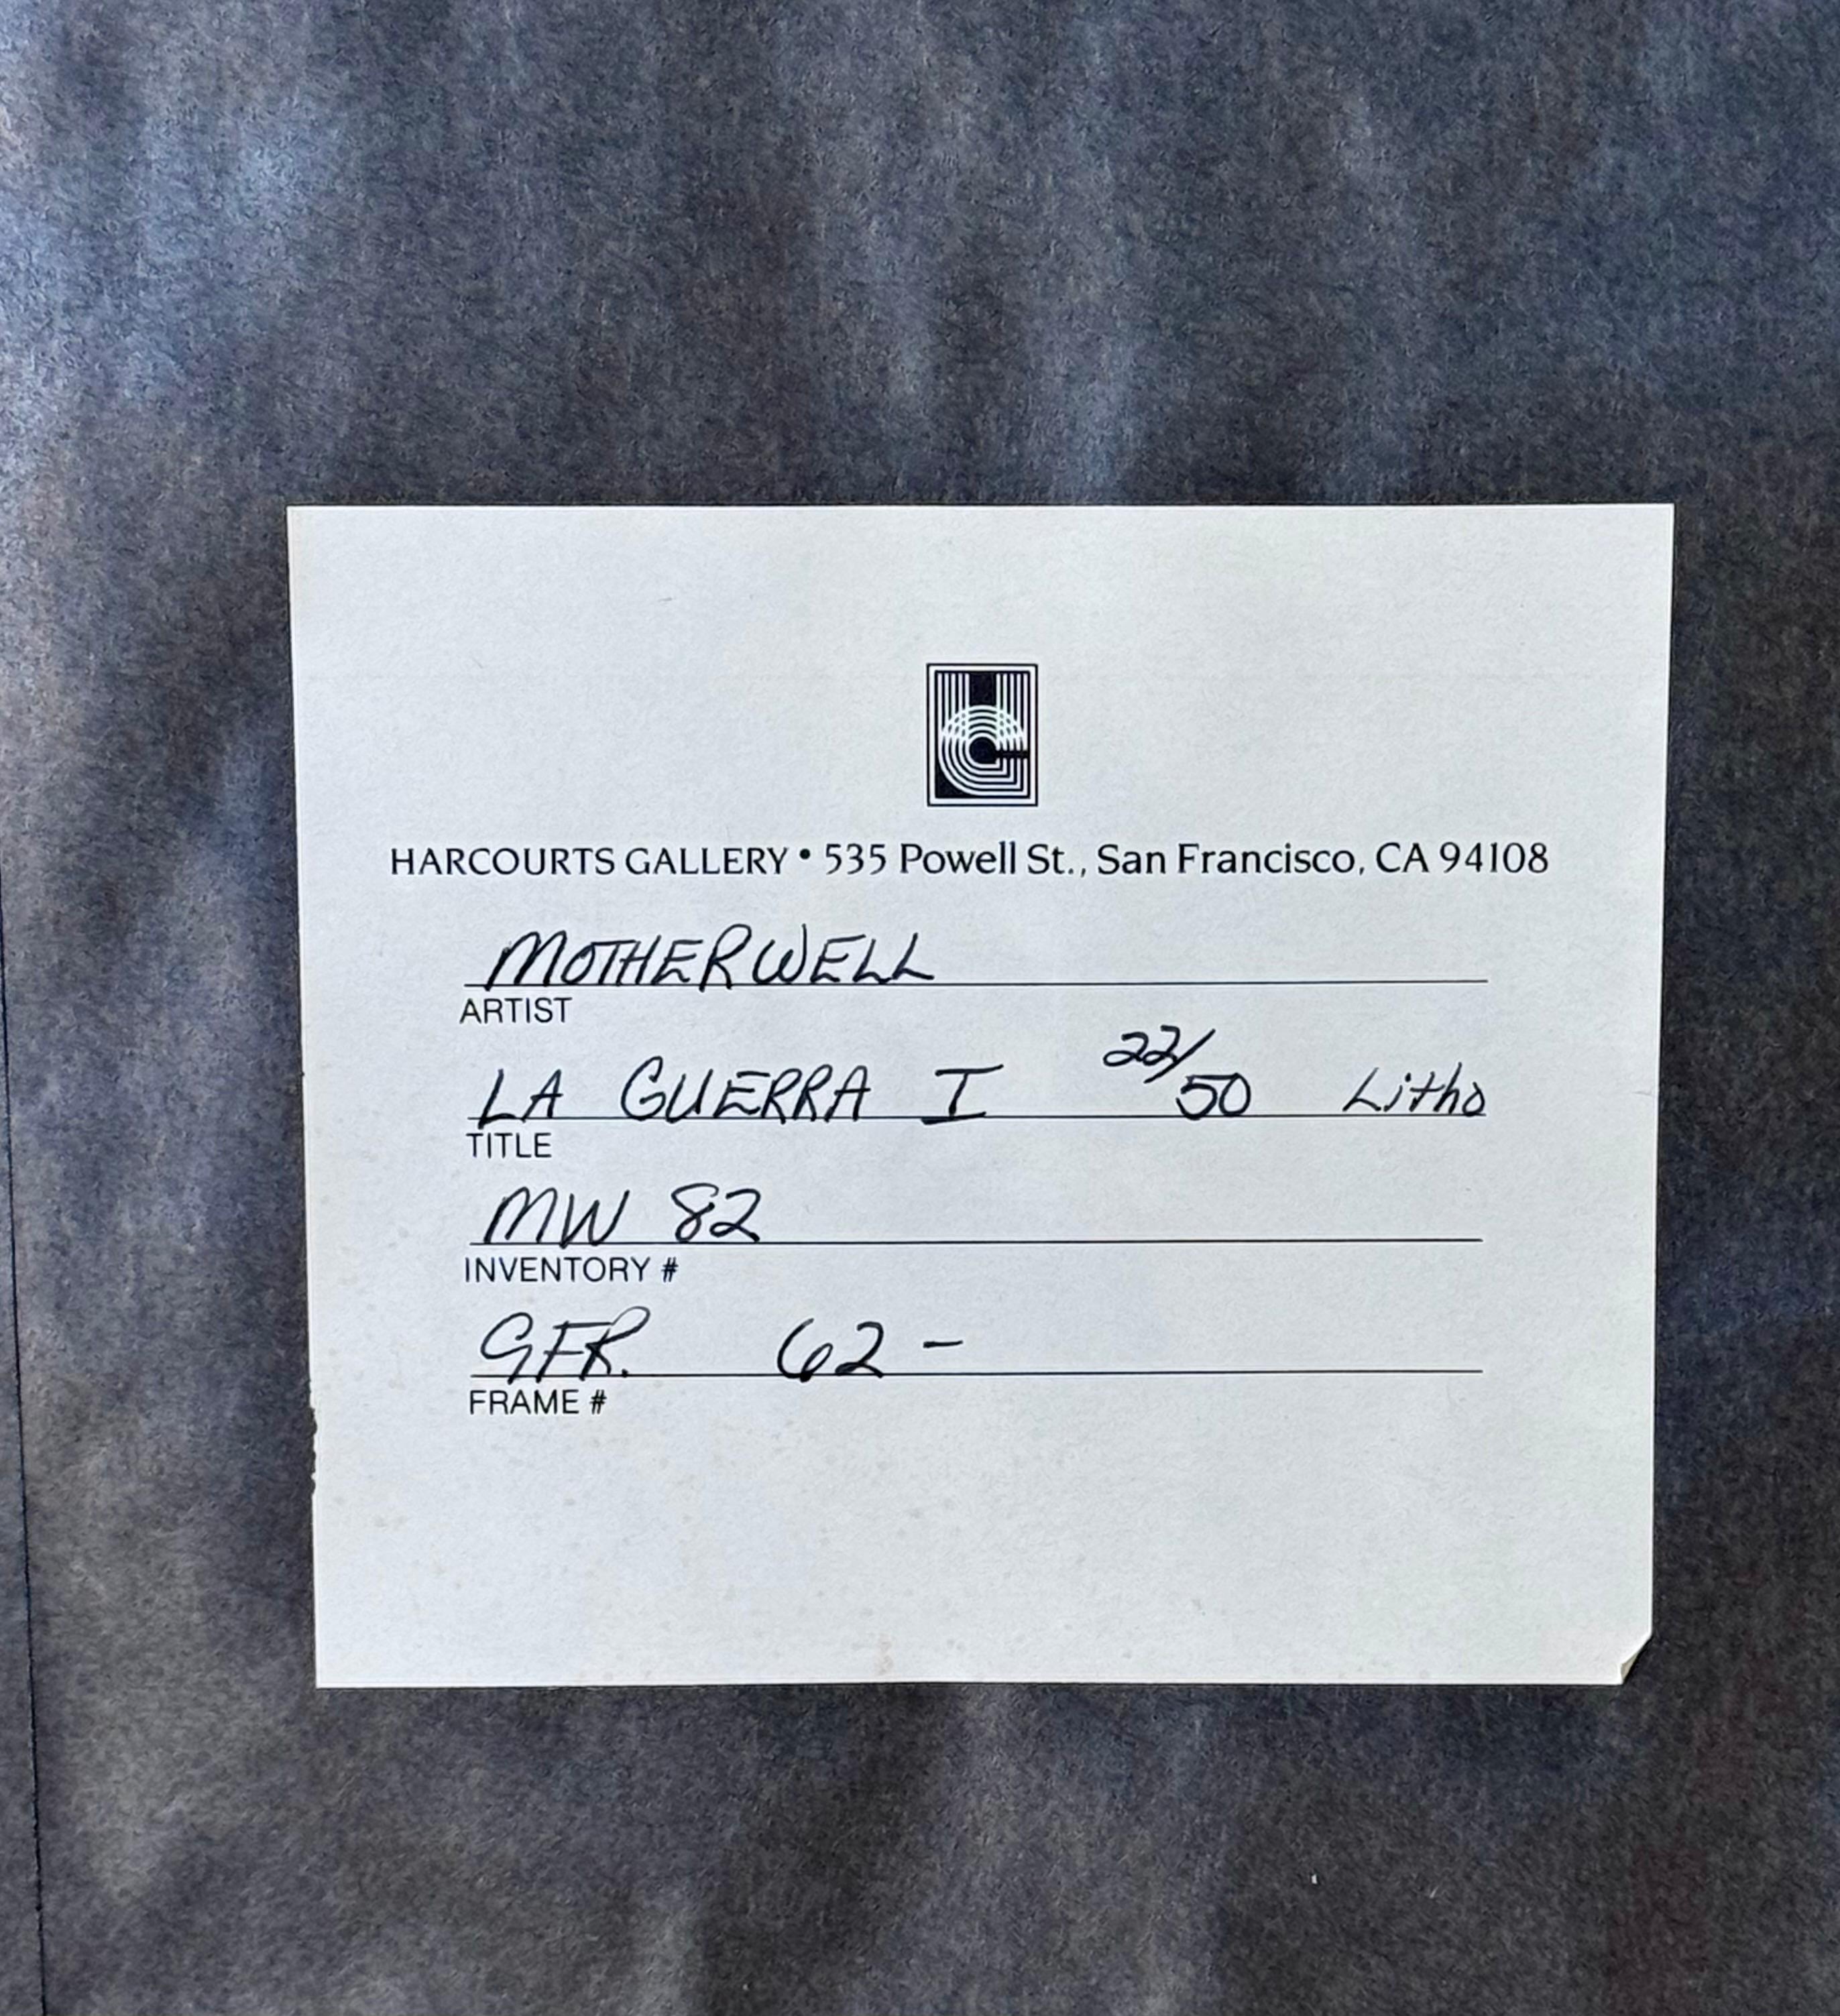 HARCOURTS GALLERY • 535 Powell St., San Francisco, CA 94108
MOTHERWELL
ARTIST
LA GUERRA I 22/50 Litho
TITLE
MW 82
INVENTORY #
GFR. 62 -
FRAME #